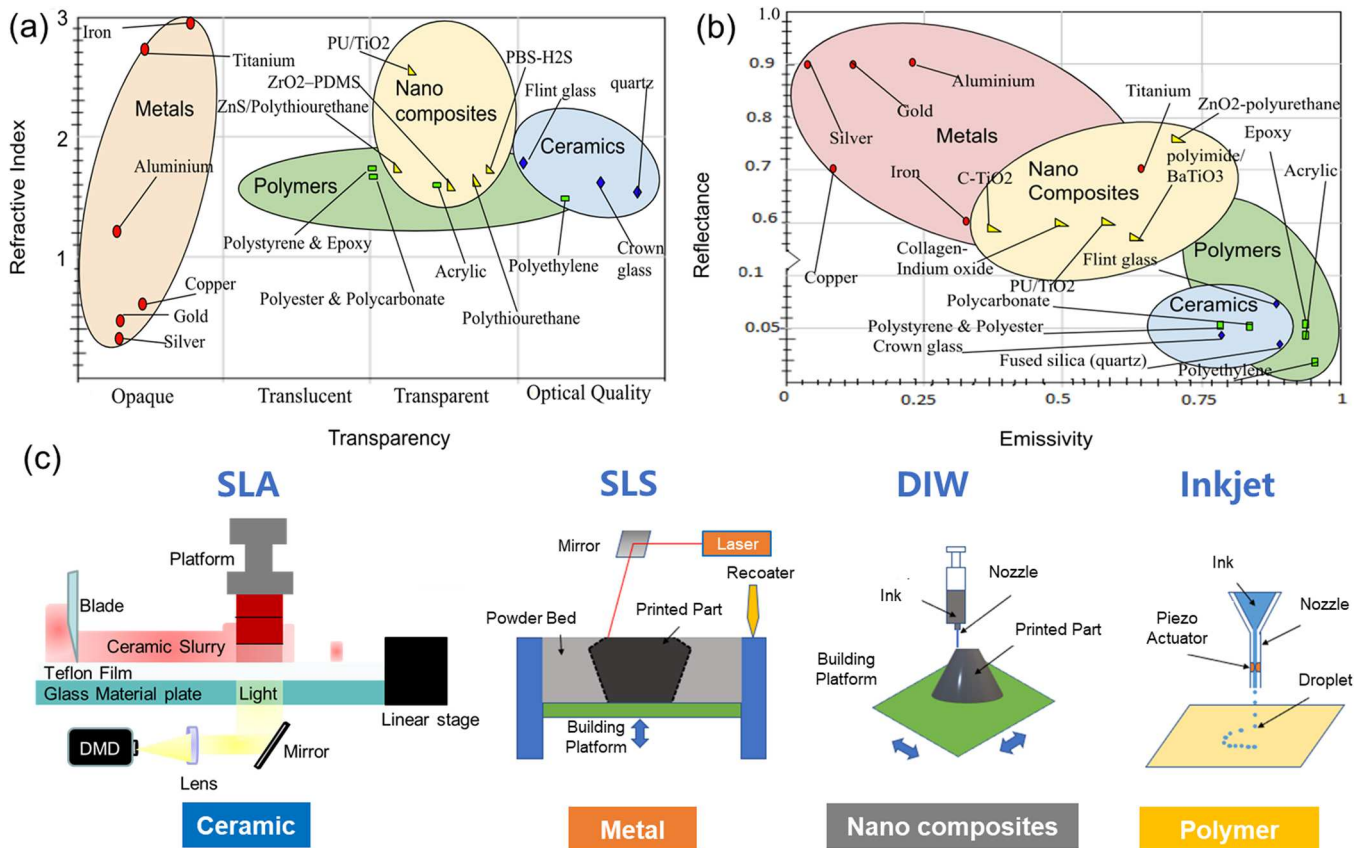 (a)
3
2
1
Refractive Index
Iron
Titanium
Metals
Aluminium
Copper
Gold
Silver
PU/TiO2
ZrO2–PDMS
ZnS/Polythiourethane
Nano
composites
PBS-H2S
Flint glass
quartz
Ceramics
Polymers
Polystyrene & Epoxy
Polyester & Polycarbonate
Acrylic
Polythiourethane
Polyethylene
Crown
glass
Opaque
Translucent
Transparent
Optical Quality
Transparency
(b)
1.0
0.9
0.8
0.7
0.6
0.1
0.05
Reflectance
Silver
Gold
Aluminium
Metals
Copper
Iron
C-TiO2
Nano
Composites
Titanium
ZnO2-polyurethane
polyimide/
BaTiO3
Epoxy
Acrylic
Collagen-
Indium oxide
PU/TiO2
Flint glass
Polymers
Ceramics
Polycarbonate
Polystyrene & Polyester
Crown glass
Fused silica (quartz)
Polyethylene
0
0.25
0.5
0.75
1
Emissivity
(c)
SLA
Platform
Blade
Ceramic Slurry
Teflon Film
Glass Material plate
Light
Linear stage
DMD
Lens
Mirror
Ceramic
SLS
Mirror
Laser
Recoater
Powder Bed
Printed Part
Building
Platform
Metal
DIW
Ink
Nozzle
Printed Part
Building
Platform
Nano composites
Inkjet
Ink
Nozzle
Piezo
Actuator
Droplet
Polymer